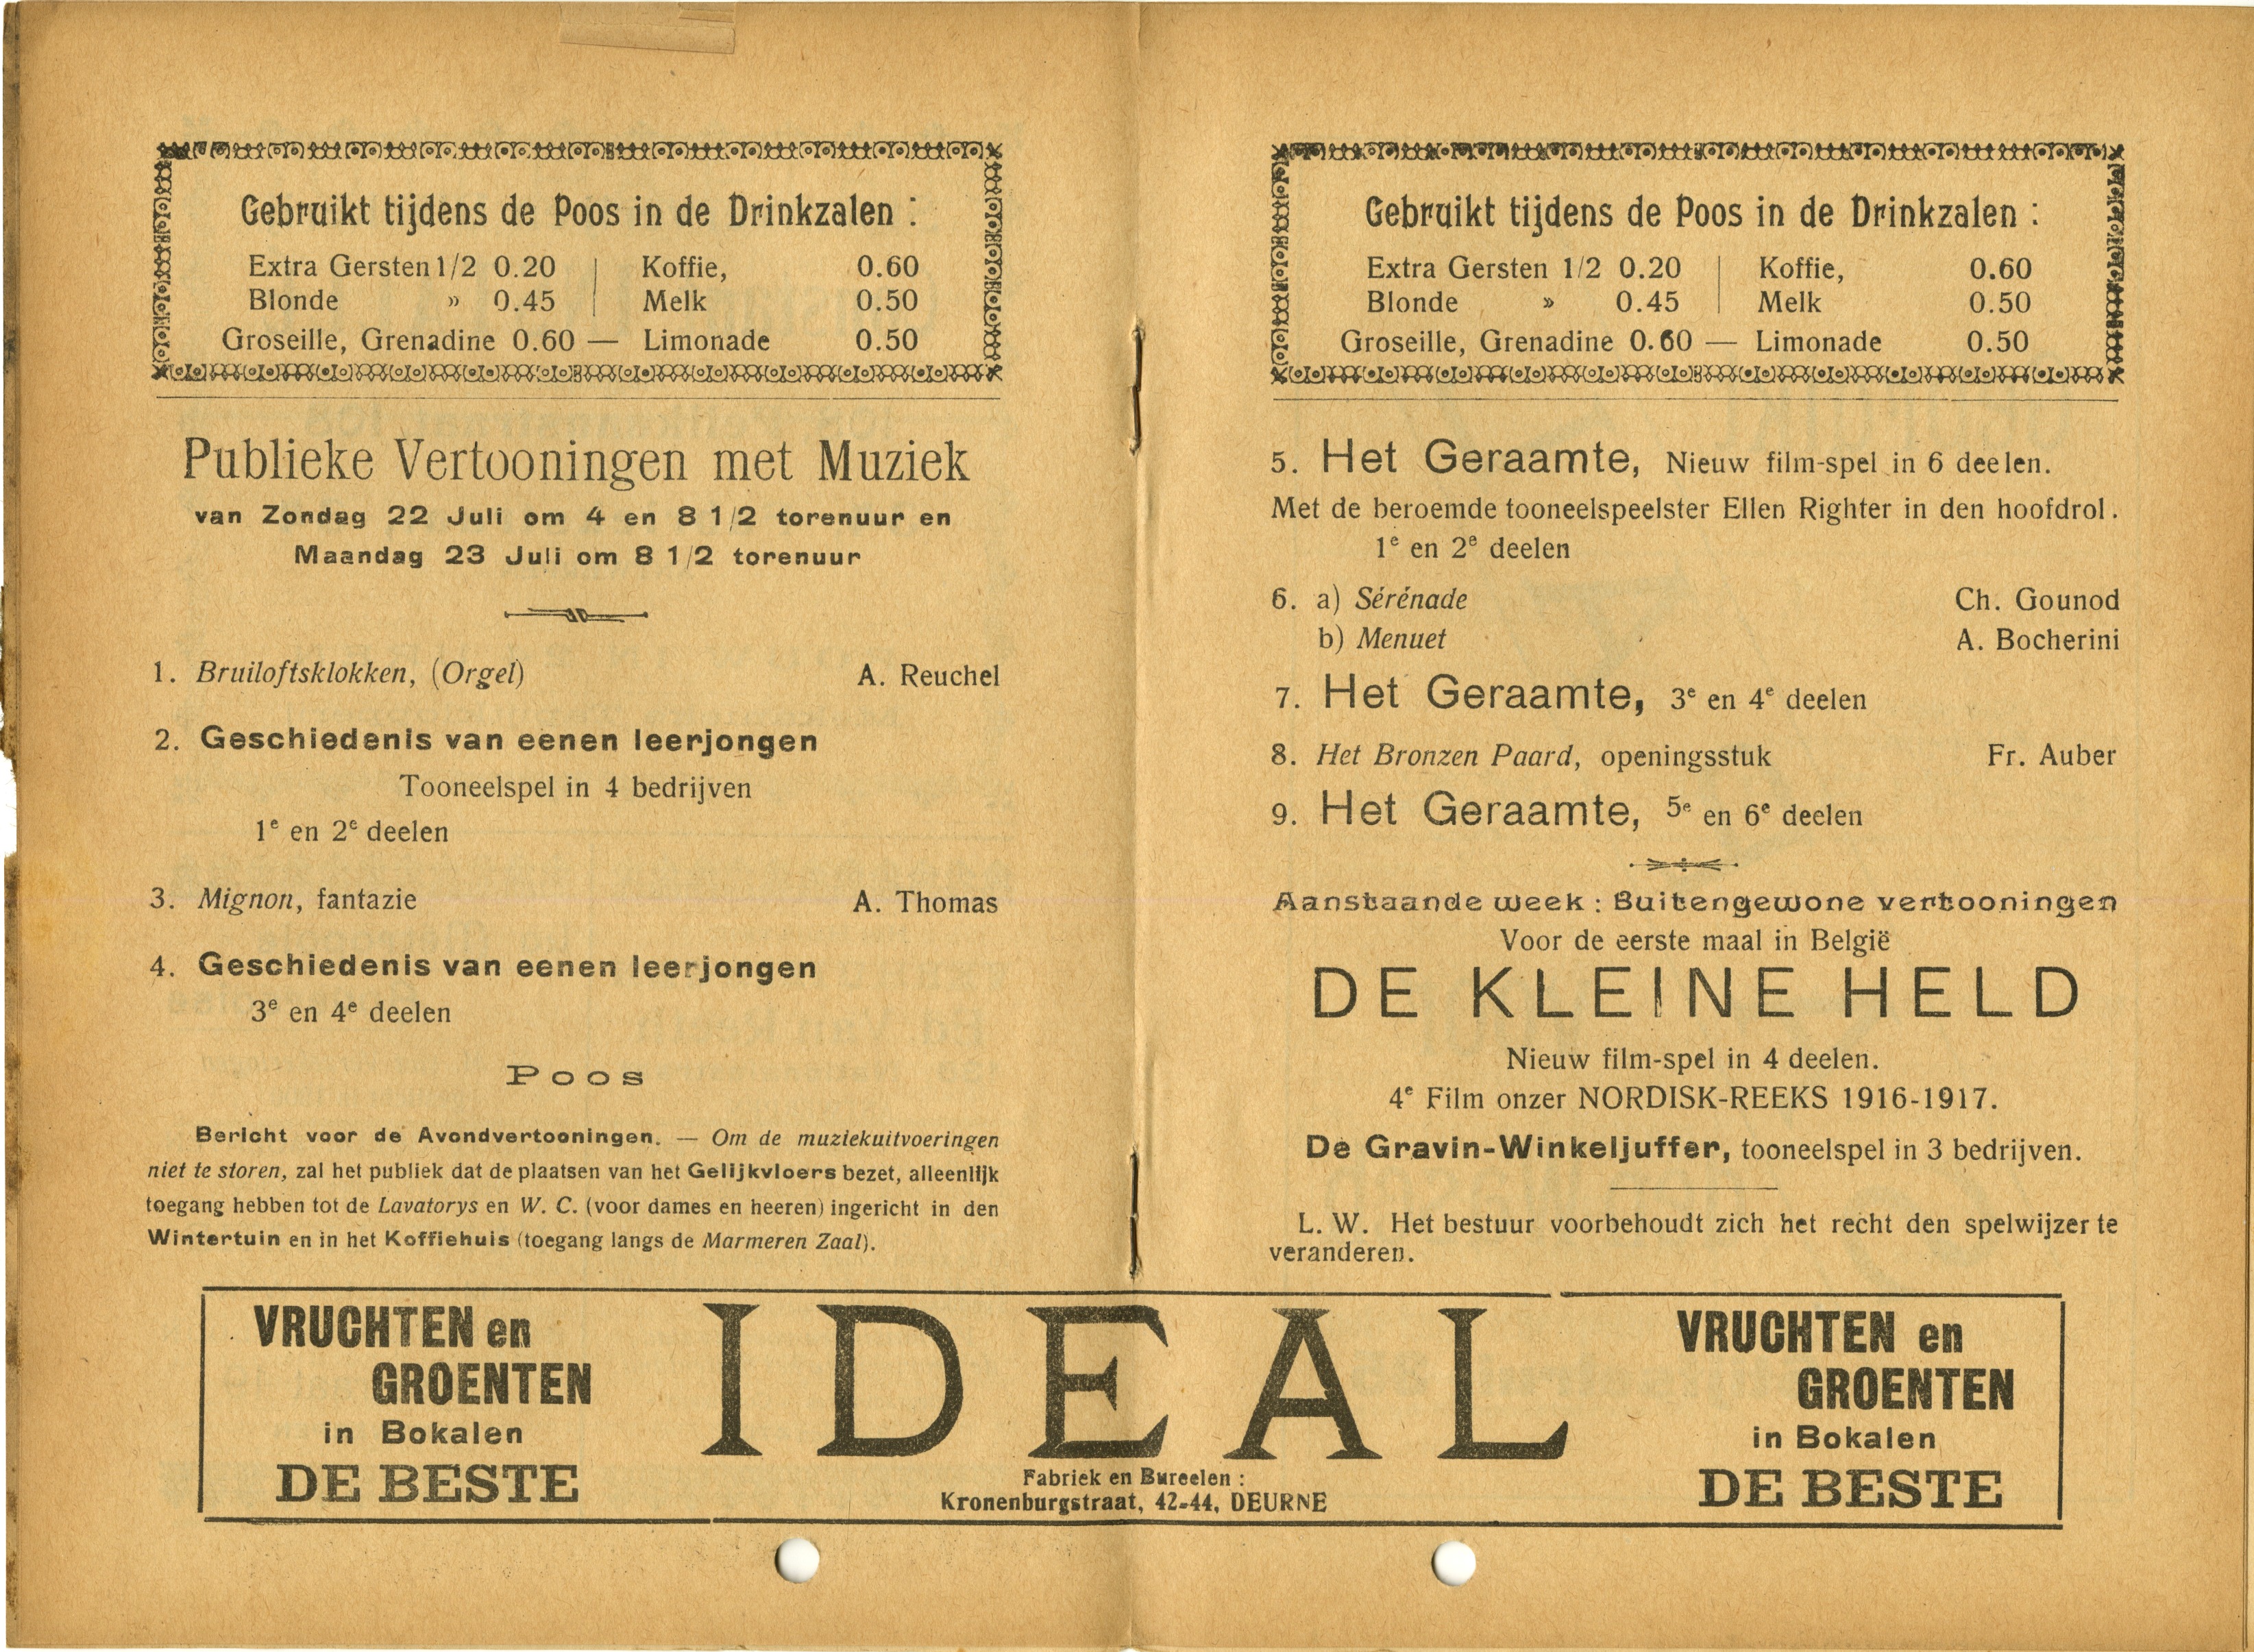 Gebruikt tijdens de Poos in de Drinkzalen :
Extra Gersten 1/2 0.20 | Koffie, 0.60
Blonde » 0.45 | Melk 0.50
Groseille, Grenadine 0.60 — Limonade 0.50
Publieke Vertooningen met Muziek
van Zondag 22 Juli om 4 en 8 1/2 torenuur en
Maandag 23 Juli om 8 1/2 torenuur
1. Bruiloftsklokken, (Orgel) A. Reuchel
2. Geschiedenis van eenen leerjongen
Tooneelspel in 4 bedrijven
1e en 2e deelen
3. Mignon, fantazie A. Thomas
4. Geschiedenis van eenen leerjongen
3e en 4e deelen
Poos
Bericht voor de Avondvertooningen. — Om de muziekuitvoeringen
niet te storen, zal het publiek dat de plaatsen van het Gelijkvloers bezet, alleenlijk
toegang hebben tot de Lavatorys en W. C. (voor dames en heeren) ingericht in den
Wintertuin en in het Koffiehuis (toegang langs de Marmeren Zaal).
Gebruikt tijdens de Poos in de Drinkzalen :
Extra Gersten 1/2 0.20 | Koffie, 0.60
Blonde » 0.45 | Melk 0.50
Groseille, Grenadine 0.60 — Limonade 0.50
5. Het Geraamte, Nieuw film-spel in 6 deelen.
Met de beroemde tooneelspeelster Ellen Righter in den hoofdrol.
1e en 2e deelen
6. a) Sérénade Ch. Gounod
b) Menuet A. Bocherini
7. Het Geraamte, 3e en 4e deelen
8. Het Bronzen Paard, openingsstuk Fr. Auber
9. Het Geraamte, 5e en 6e deelen
Aanstaande week : Buitengewone vertooningen
Voor de eerste maal in België
DE KLEINE HELD
Nieuw film-spel in 4 deelen.
4e Film onzer NORDISK-REEKS 1916-1917.
De Gravin-Winkeljuffer, tooneelspel in 3 bedrijven.
L. W. Het bestuur voorbehoudt zich het recht den spelwijzer te
veranderen.
VRUCHTEN en
GROENTEN
in Bokalen
DE BESTE
IDEAL
Fabriek en Bureelen :
Kronenburgstraat, 42-44, DEURNE
VRUCHTEN en
GROENTEN
in Bokalen
DE BESTE